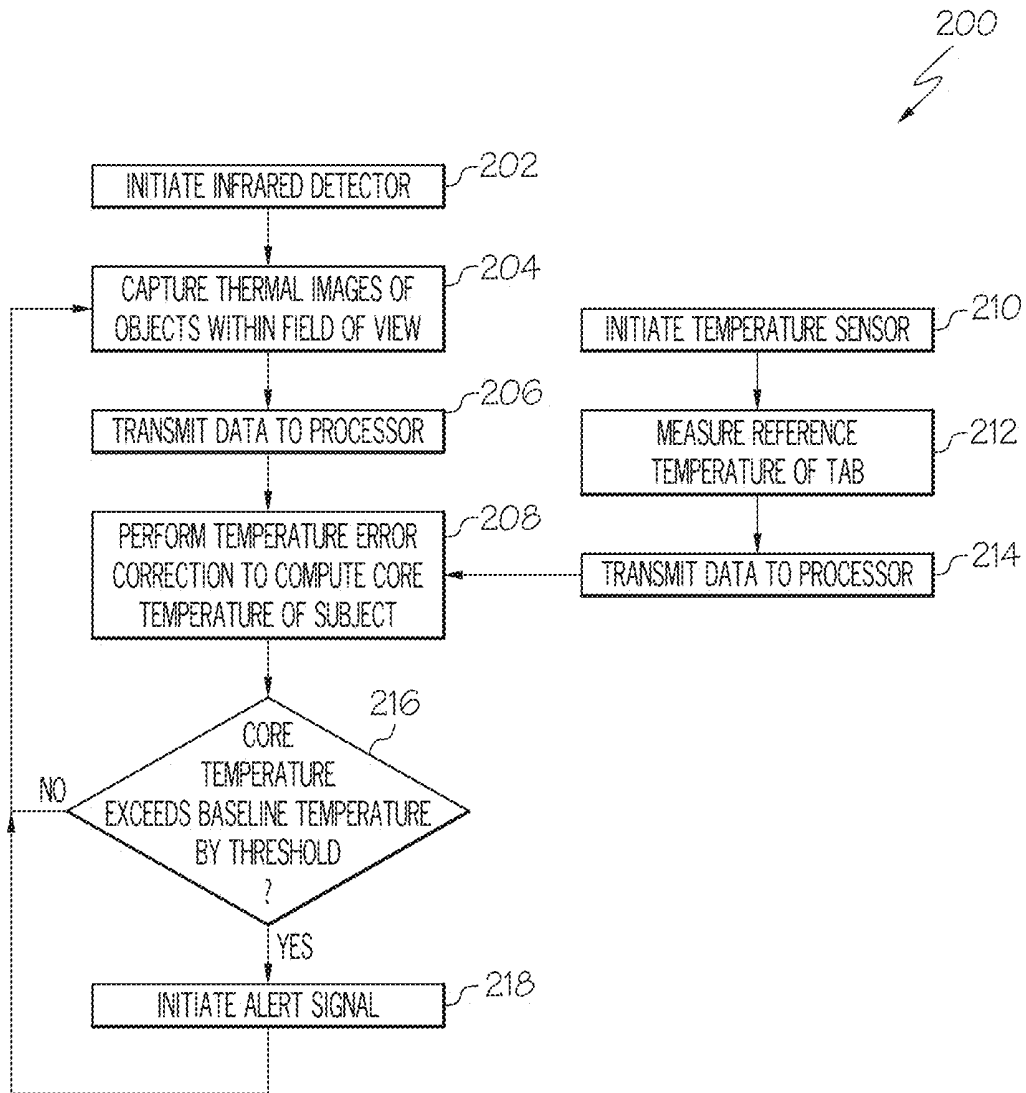 200
INITIATE INFRARED DETECTOR
202
CAPTURE THERMAL IMAGES OF
OBJECTS WITHIN FIELD OF VIEW
204
TRANSMIT DATA TO PROCESSOR
206
PERFORM TEMPERATURE ERROR
CORRECTION TO COMPUTE CORE
TEMPERATURE OF SUBJECT
208
INITIATE TEMPERATURE SENSOR
210
MEASURE REFERENCE
TEMPERATURE OF TAB
212
TRANSMIT DATA TO PROCESSOR
214
CORE
TEMPERATURE
EXCEEDS BASELINE TEMPERATURE
BY THRESHOLD
?
216
NO
YES
INITIATE ALERT SIGNAL
218